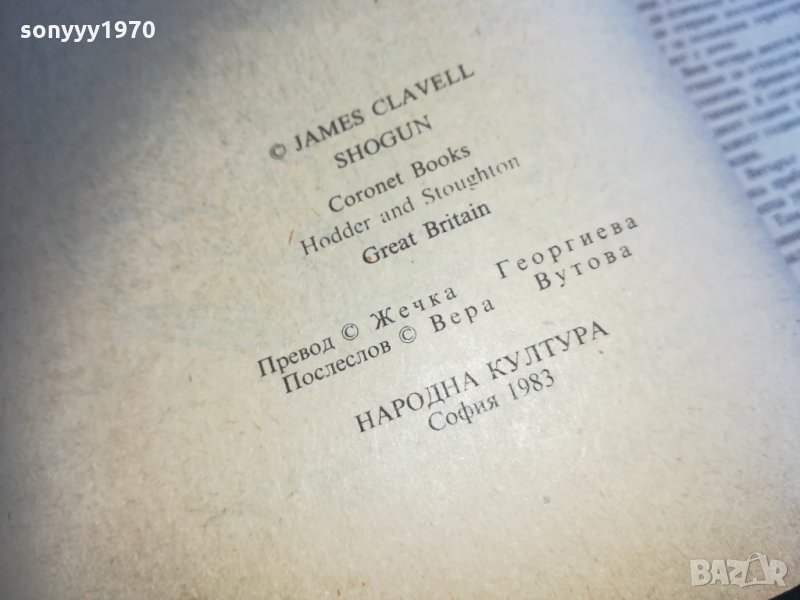 sonyyy1970
© JAMES CLAVELL
SHOGUN
Coronet Books
Hodder and Stoughton
Great Britain
Превод © Жечка Георгиева
Послеслов © Вера Вутова
НАРОДНА КУЛТУРА
София 1983
BAZAR